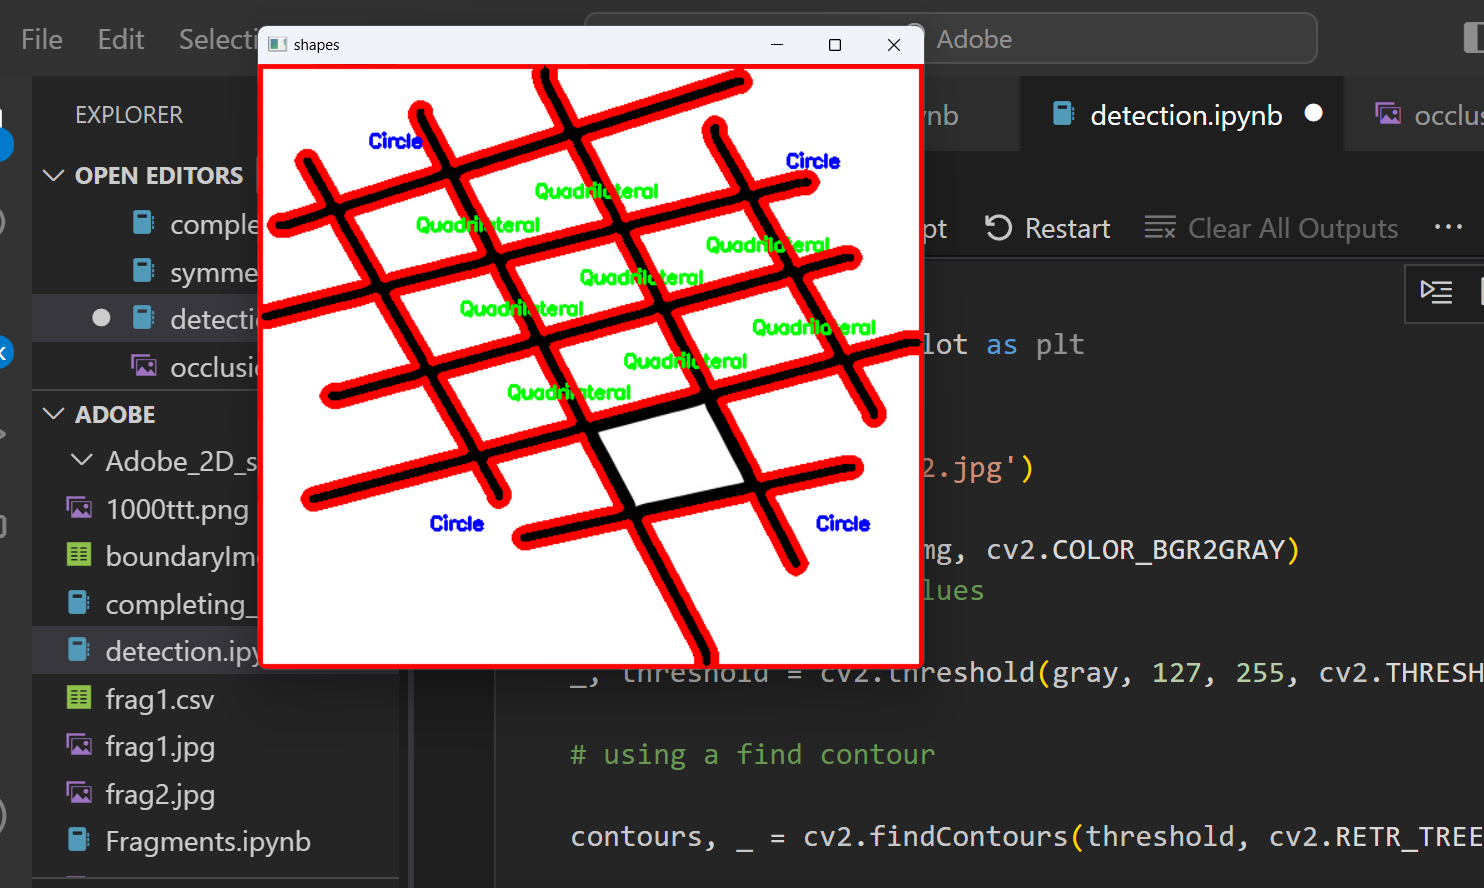 File Edit Selecti
Adobe
shapes
EXPLORER
OPEN EDITORS
comple
symme
detecti
occlusi
ADOBE
Adobe_2D_s
1000ttt.png
boundaryIm
completing_
detection.ipy
frag1.csv
frag1.jpg
frag2.jpg
Fragments.ipynb
Circle
Circle
Quadrilateral
Quadrilateral
Quadrilateral
Quadrilateral
Quadrilateral
Quadrilateral
Quadrilateral
Quadrilateral
Circle
Circle
nb
detection.ipynb
occlus
pt
Restart
Clear All Outputs
lot as plt
2.jpg')
mg, cv2.COLOR_BGR2GRAY)
lues
_, threshold = cv2.threshold(gray, 127, 255, cv2.THRESH
# using a find contour
contours, _ = cv2.findContours(threshold, cv2.RETR_TREE